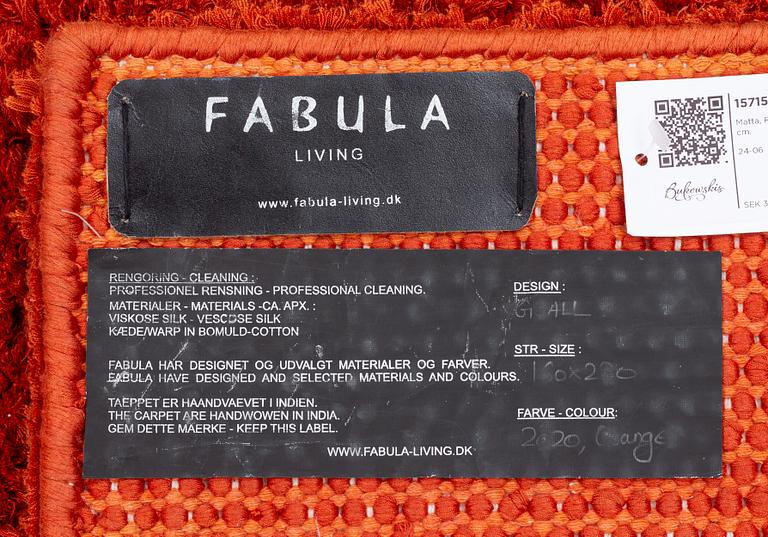 FABULA
LIVING
www.fabula-living.dk
15715
Matta, F
cm.
24-06
Bukowskis
SEK 3
RENGORING - CLEANING :
PROFESSIONEL RENSNING - PROFESSIONAL CLEANING.
MATERIALER - MATERIALS -CA. APX. :
VISKOSE SILK - VESCOSE SILK
KÆDE/WARP IN BOMULD-COTTON
FABULA HAR DESIGNET OG UDVALGT MATERIALER OG FARVER.
FABULA HAVE DESIGNED AND SELECTED MATERIALS AND COLOURS.
TAEPPET ER HAANDVAEVET I INDIEN.
THE CARPET ARE HANDWOWEN IN INDIA.
GEM DETTE MAERKE - KEEP THIS LABEL.
WWW.FABULA-LIVING.DK
DESIGN :
STR - SIZE :
160x230
FARVE - COLOUR:
2020, Orange